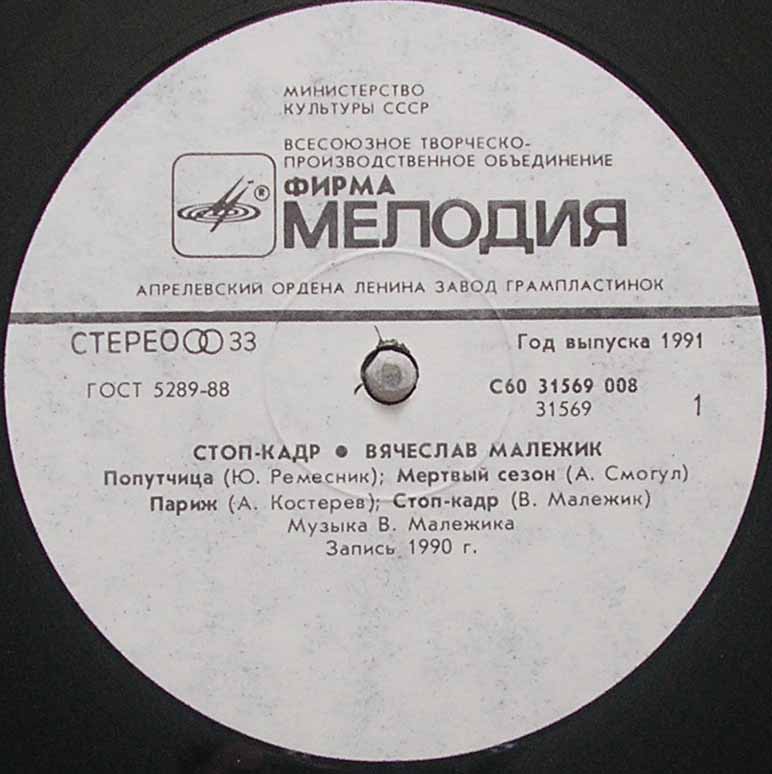 МИНИСТЕРСТВО
КУЛЬТУРЫ СССР
ВСЕСОЮЗНОЕ ТВОРЧЕСКО-
ПРОИЗВОДСТВЕННОЕ ОБЪЕДИНЕНИЕ
®
ФИРМА
МЕЛОДИЯ
АПРЕЛЕВСКИЙ ОРДЕНА ЛЕНИНА ЗАВОД ГРАМПЛАСТИНОК
СТЕРЕО 33
Год выпуска 1991
ГОСТ 5289-88
С60 31569 008
31569
1
СТОП-КАДР ● ВЯЧЕСЛАВ МАЛЕЖИК
Попутчица (Ю. Ремесник); Мертвый сезон (А. Смогул)
Париж (А. Костерев); Стоп-кадр (В. Малежик)
Музыка В. Малежика
Запись 1990 г.